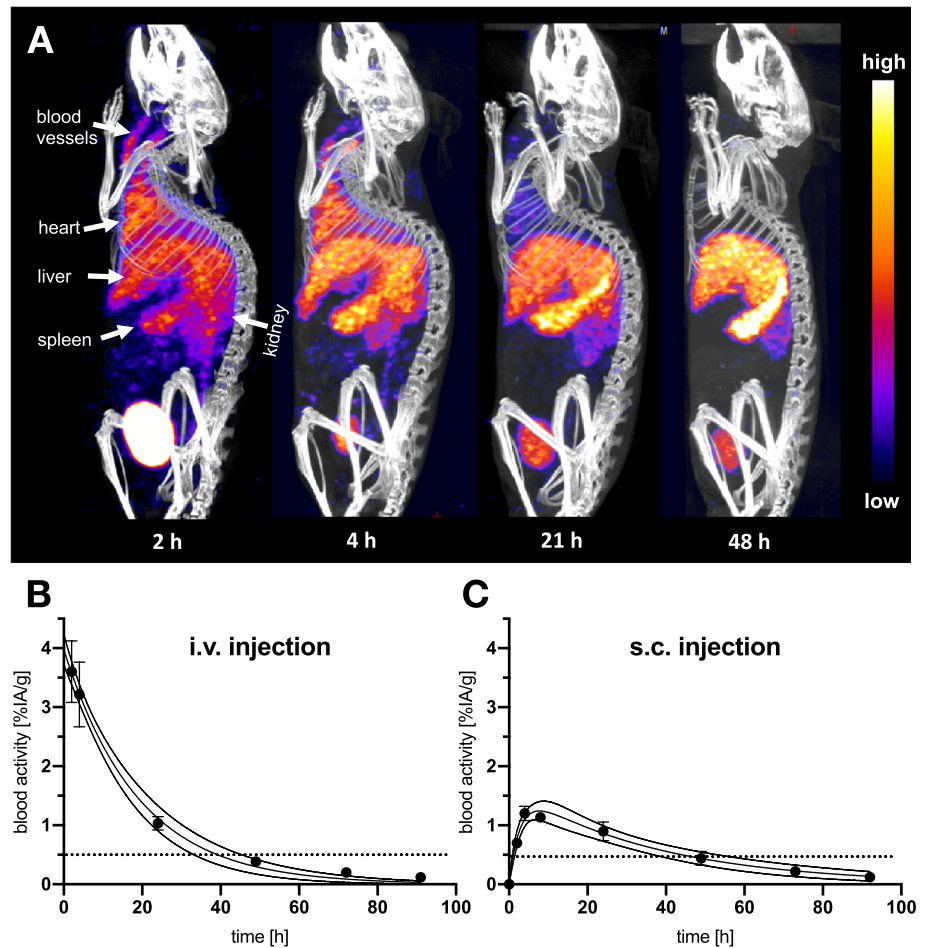 A
M
high
blood
vessels
heart
liver
spleen
kidney
low
2 h
4 h
21 h
48 h
B
i.v. injection
blood activity [%IA/g]
4
3
2
1
0
0
20
40
60
80
100
time [h]
C
s.c. injection
blood activity [%IA/g]
4
3
2
1
0
0
20
40
60
80
100
time [h]